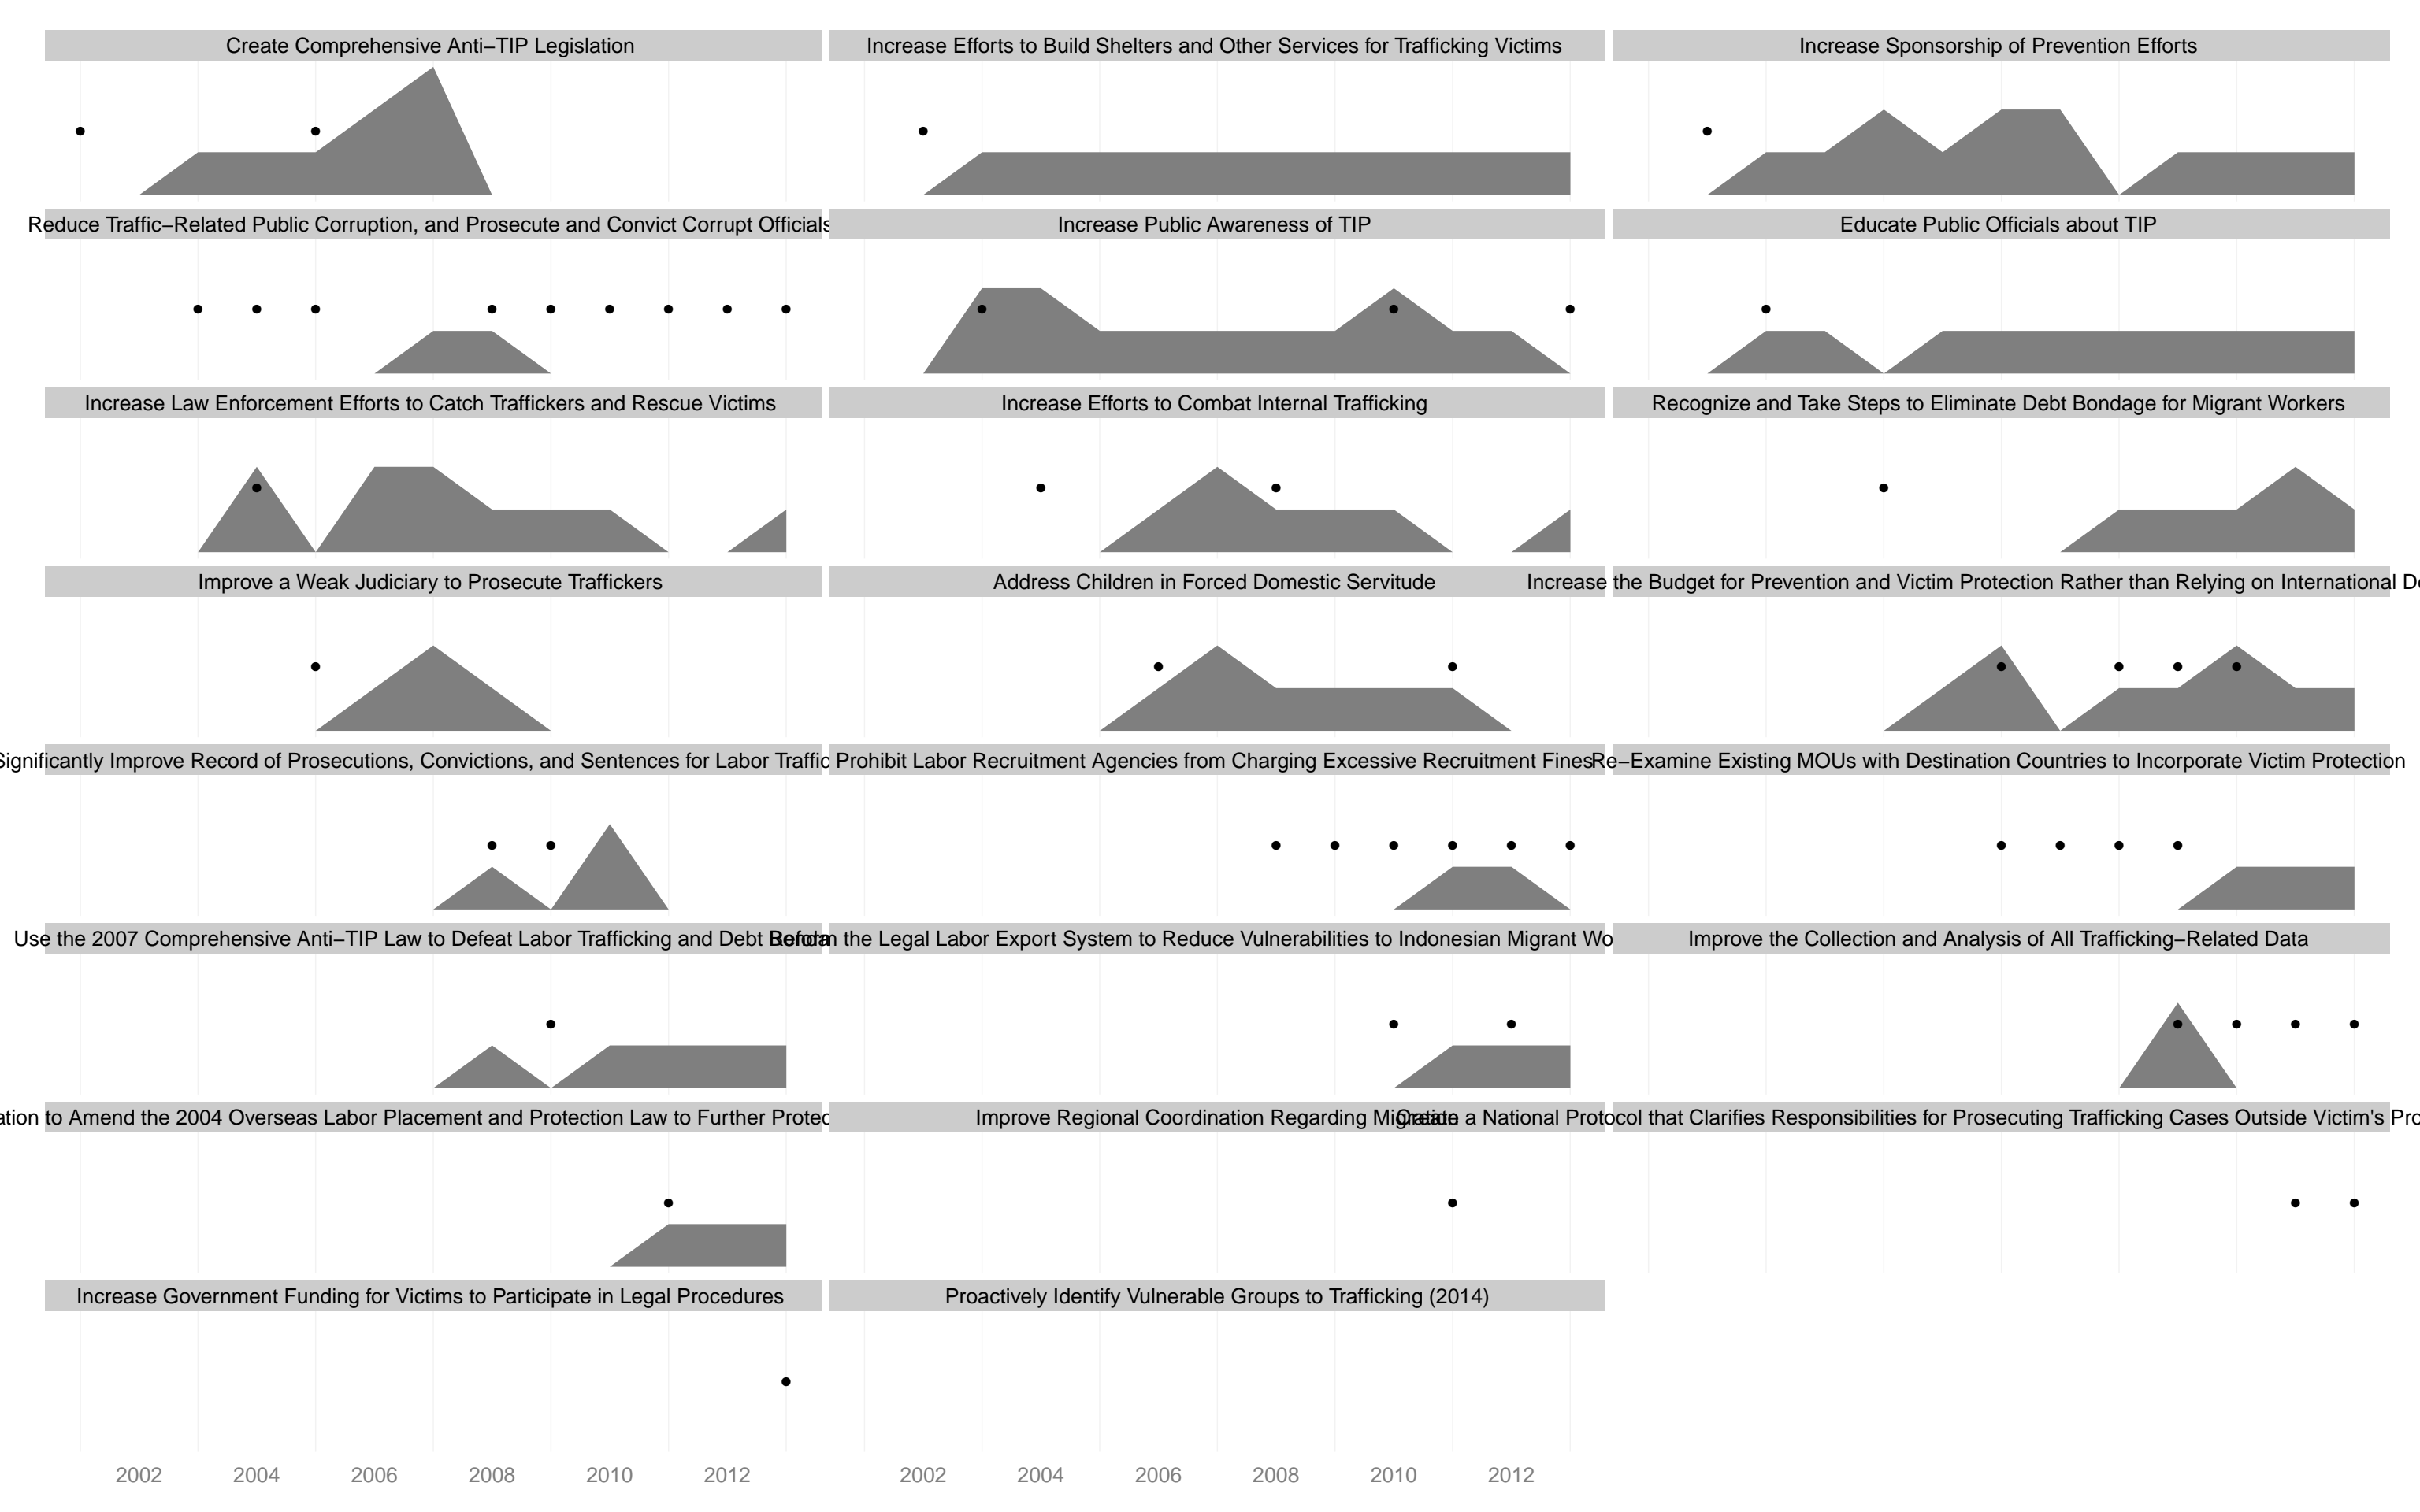 Create Comprehensive Anti−TIP Legislation
Increase Efforts to Build Shelters and Other Services for Trafficking Victims
Increase Sponsorship of Prevention Efforts
Reduce Traffic−Related Public Corruption, and Prosecute and Convict Corrupt Officials
Increase Public Awareness of TIP
Educate Public Officials about TIP
Increase Law Enforcement Efforts to Catch Traffickers and Rescue Victims
Increase Efforts to Combat Internal Trafficking
Recognize and Take Steps to Eliminate Debt Bondage for Migrant Workers
Improve a Weak Judiciary to Prosecute Traffickers
Address Children in Forced Domestic Servitude
Increase the Budget for Prevention and Victim Protection Rather than Relying on International
Significantly Improve Record of Prosecutions, Convictions, and Sentences for Labor
Prohibit Labor Recruitment Agencies from Charging Excessive Recruitment Fines
Re−Examine Existing MOUs with Destination Countries to Incorporate Victim Protection
Use the 2007 Comprehensive Anti−TIP Law to Defeat Labor Trafficking and Debt
the Legal Labor Export System to Reduce Vulnerabilities to Indonesian Migrant
Improve the Collection and Analysis of All Trafficking−Related Data
to Amend the 2004 Overseas Labor Placement and Protection Law to Further
Improve Regional Coordination Regarding Migration
Create a National Protocol that Clarifies Responsibilities for Prosecuting Trafficking Cases Outside Victim's
Increase Government Funding for Victims to Participate in Legal Procedures
Proactively Identify Vulnerable Groups to Trafficking (2014)
2002 2004 2006 2008 2010 2012 2002 2004 2006 2008 2010 2012